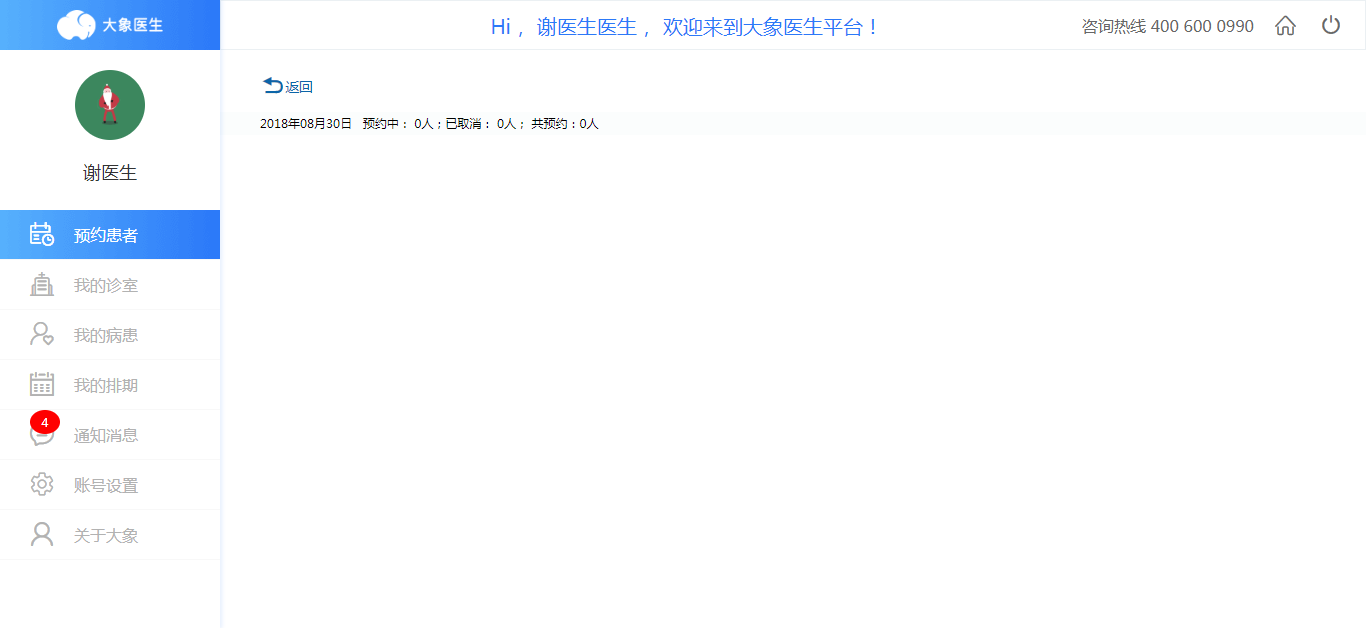 大象医生
Hi， 谢医生医生， 欢迎来到大象医生平台！
咨询热线 400 600 0990
谢医生
预约患者
我的诊室
我的病患
我的排期
4
通知消息
账号设置
关于大象
返回
2018年08月30日 预约中： 0人；已取消： 0人； 共预约：0人